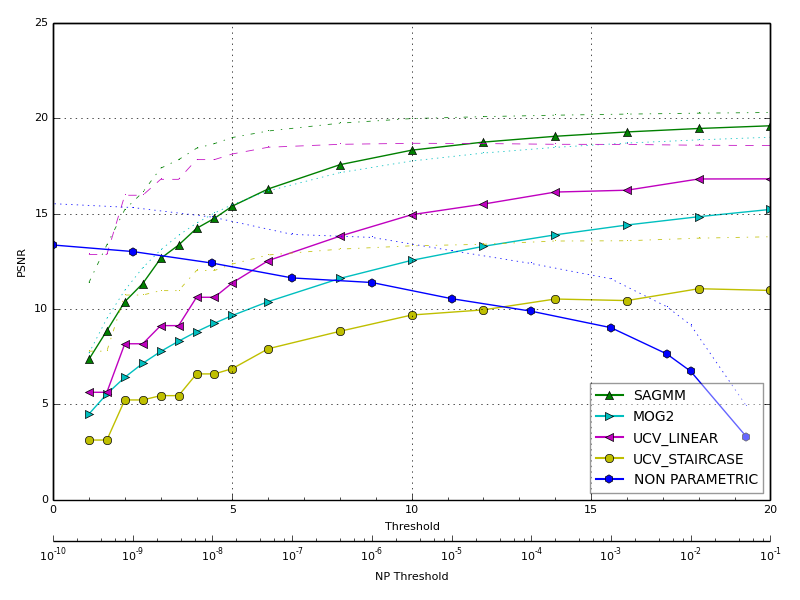 25
20
15
10
5
0
PSNR
SAGMM
MOG2
UCV_LINEAR
UCV_STAIRCASE
NON PARAMETRIC
0 5 10 15 20
Threshold
10^-10 10^-9 10^-8 10^-7 10^-6 10^-5 10^-4 10^-3 10^-2 10^-1
NP Threshold